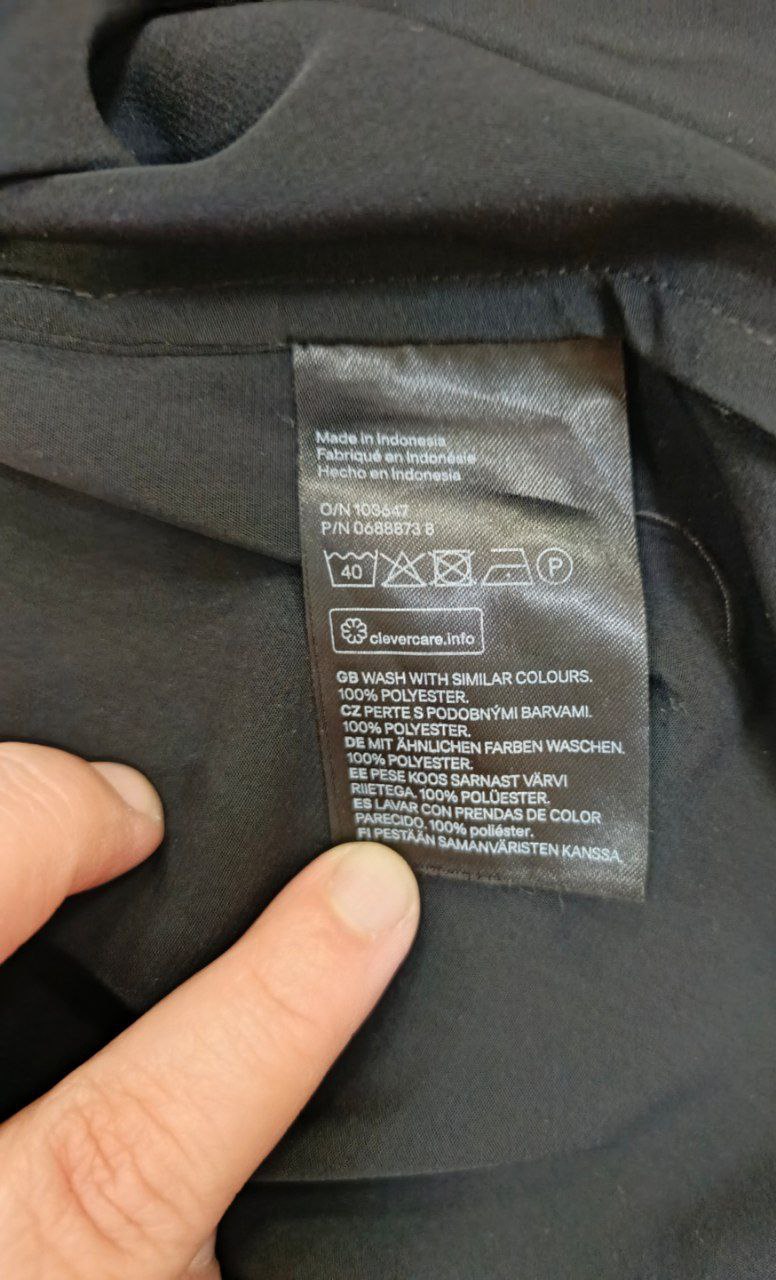 Made in Indonesia
Fabriqué en Indonésie
Hecho en Indonesia
O/N 103647
P/N 0688873 8
40 P
clevercare.info
GB WASH WITH SIMILAR COLOURS.
100% POLYESTER.
CZ PERTE S PODOBNÝMI BARVAMI.
100% POLYESTER.
DE MIT ÄHNLICHEN FARBEN WASCHEN.
100% POLYESTER.
EE PESE KOOS SARNAST VÄRVI
RIIETEGA. 100% POLÜESTER.
ES LAVAR CON PRENDAS DE COLOR
PARECIDO. 100% poliéster.
FI PESTÄÄN SAMANVÄRISTEN KANSSA.